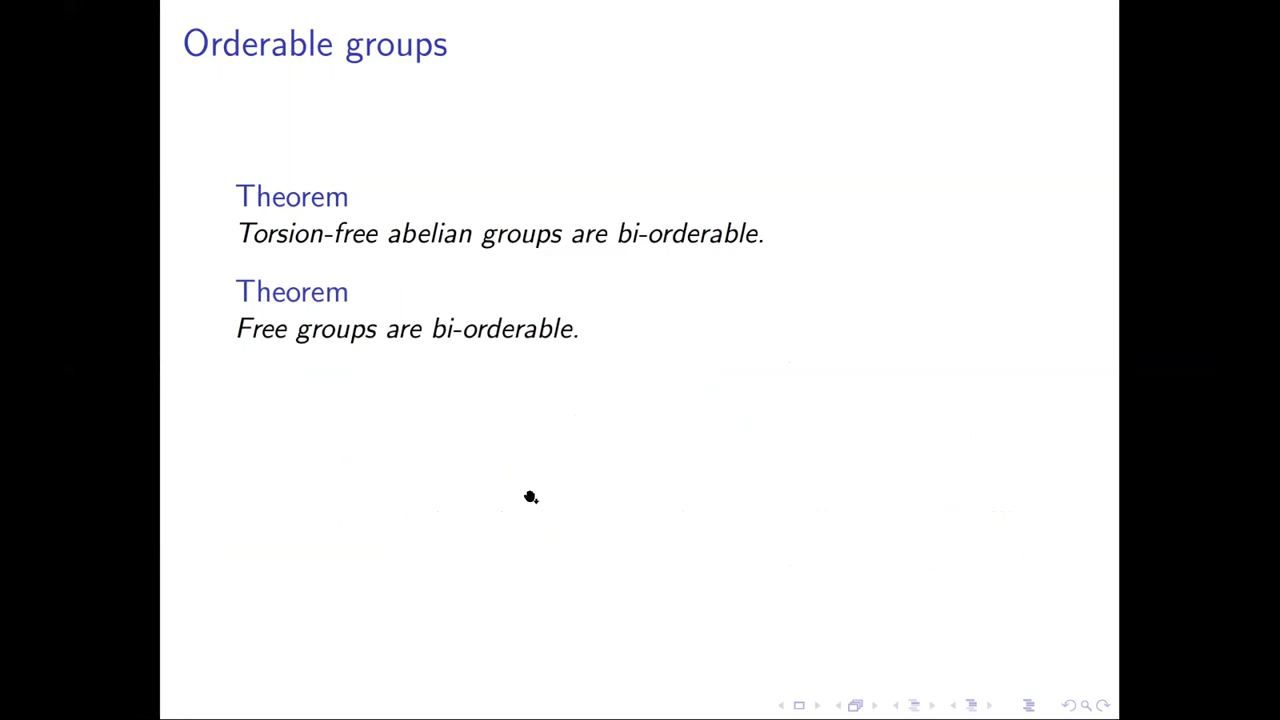 Orderable groups
Theorem
Torsion-free abelian groups are bi-orderable.
Theorem
Free groups are bi-orderable.